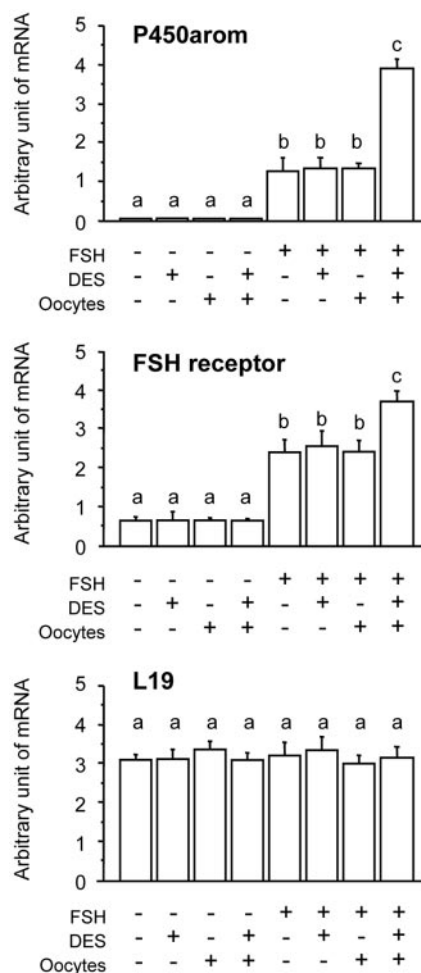 P450arom
Arbitrary unit of mRNA
5
4
3
2
1
0
a a a a b b b c
FSH - - - - + + + +
DES - + - + - + - +
Oocytes - - + + - - + +
FSH receptor
Arbitrary unit of mRNA
5
4
3
2
1
0
a a a a b b b c
FSH - - - - + + + +
DES - + - + - + - +
Oocytes - - + + - - + +
L19
Arbitrary unit of mRNA
5
4
3
2
1
0
a a a a a a a a
FSH - - - - + + + +
DES - + - + - + - +
Oocytes - - + + - - + +